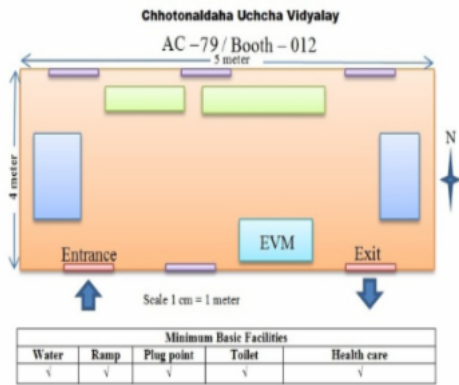 Chhotonaldaha Uchcha Vidyalay
AC -79/ Booth - 012
5 meter
4 meter
N
EVM
Entrance
Exit
Scale 1 cm = 1 meter
Minimum Basic Facilities
Water Ramp Plug point Toilet Health care
√ √ √ √ √